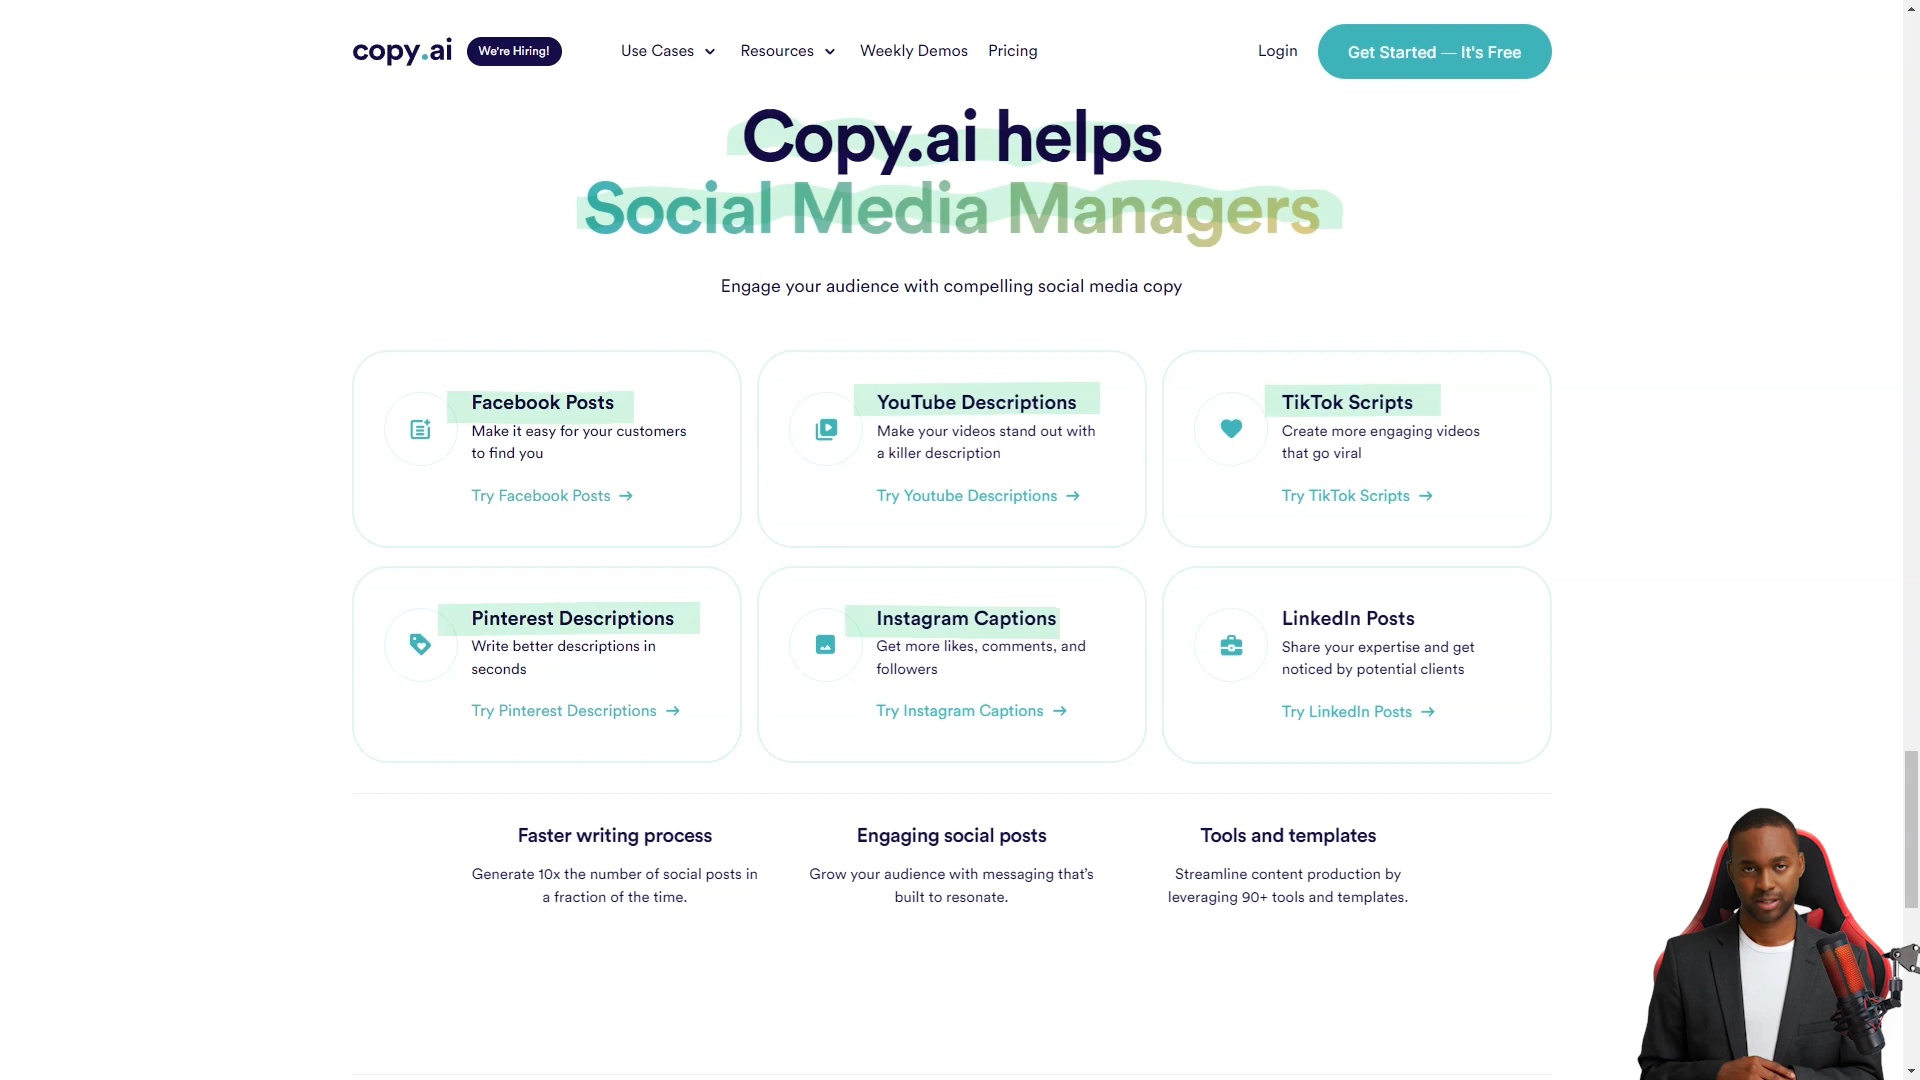 copy.ai We're Hiring! Use Cases Resources Weekly Demos Pricing Login Get Started — It's Free
Copy.ai helps
Social Media Managers
Engage your audience with compelling social media copy
Facebook Posts
Make it easy for your customers
to find you
Try Facebook Posts →
YouTube Descriptions
Make your videos stand out with
a killer description
Try Youtube Descriptions →
TikTok Scripts
Create more engaging videos
that go viral
Try TikTok Scripts →
Pinterest Descriptions
Write better descriptions in
seconds
Try Pinterest Descriptions →
Instagram Captions
Get more likes, comments, and
followers
Try Instagram Captions →
LinkedIn Posts
Share your expertise and get
noticed by potential clients
Try LinkedIn Posts →
Faster writing process
Generate 10x the number of social posts in
a fraction of the time.
Engaging social posts
Grow your audience with messaging that's
built to resonate.
Tools and templates
Streamline content production by
leveraging 90+ tools and templates.